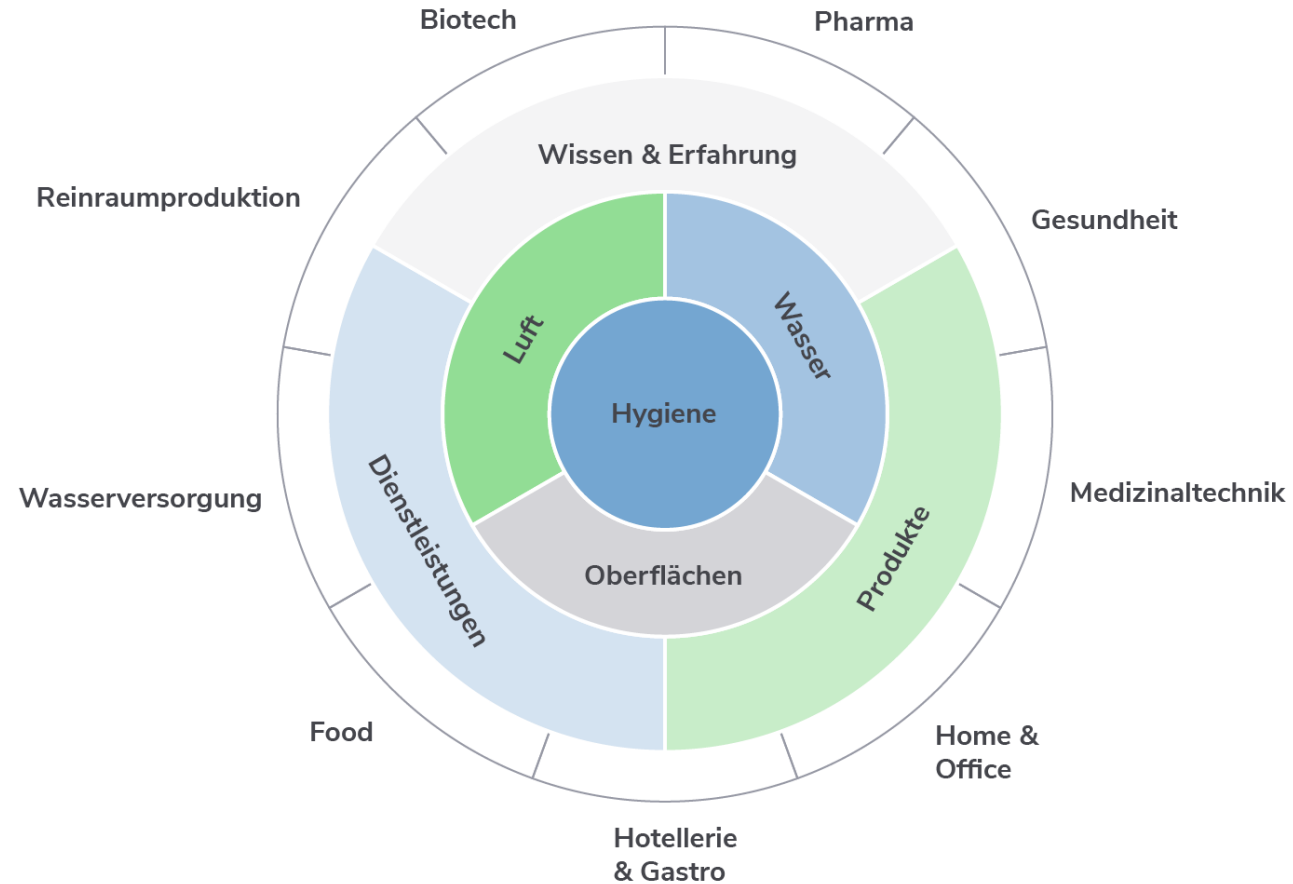 Biotech
Pharma
Wissen & Erfahrung
Reinraumproduktion
Gesundheit
Luft
Wasser
Hygiene
Wasserversorgung
Medizinaltechnik
Dienstleistungen
Produkte
Oberflächen
Food
Home &
Office
Hotellerie
& Gastro